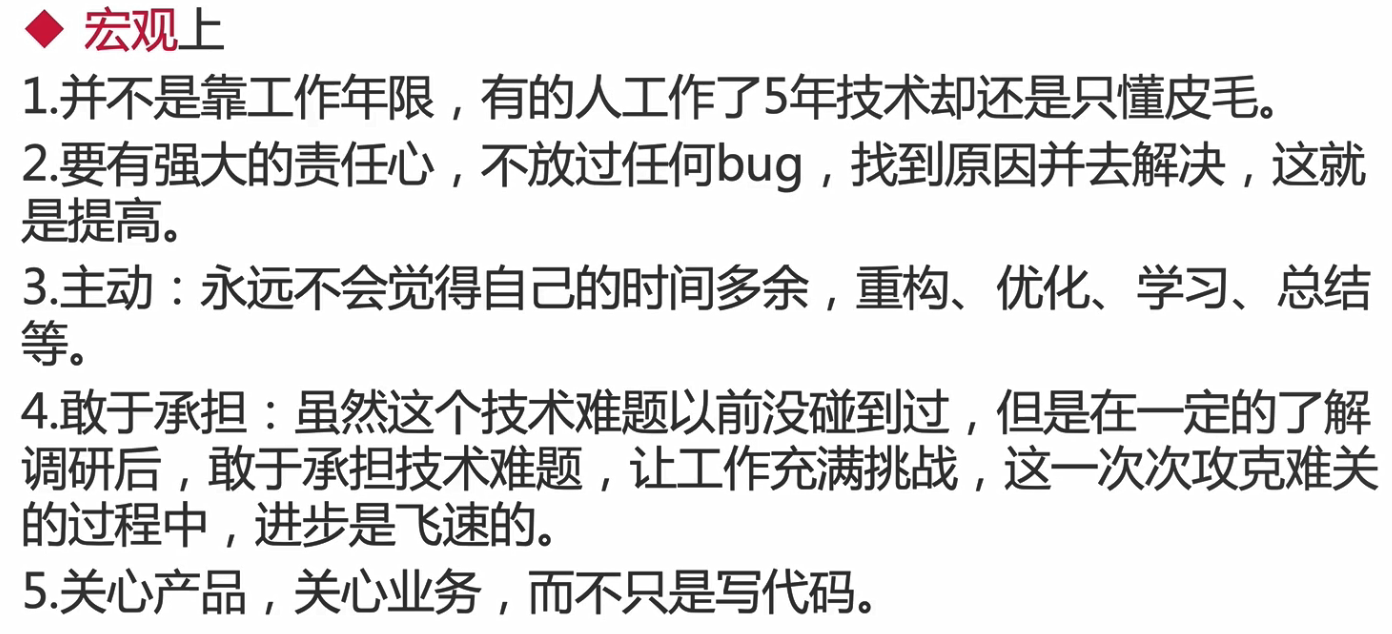 ◆ 宏观上
1.并不是靠工作年限，有的人工作了5年技术却还是只懂皮毛。
2.要有强大的责任心，不放过任何bug，找到原因并去解决，这就
是提高。
3.主动：永远不会觉得自己的时间多余，重构、优化、学习、总结
等。
4.敢于承担：虽然这个技术难题以前没碰到过，但是在一定的了解
调研后，敢于承担技术难题，让工作充满挑战，这一次次攻克难关
的过程中，进步是飞速的。
5.关心产品，关心业务，而不只是写代码。